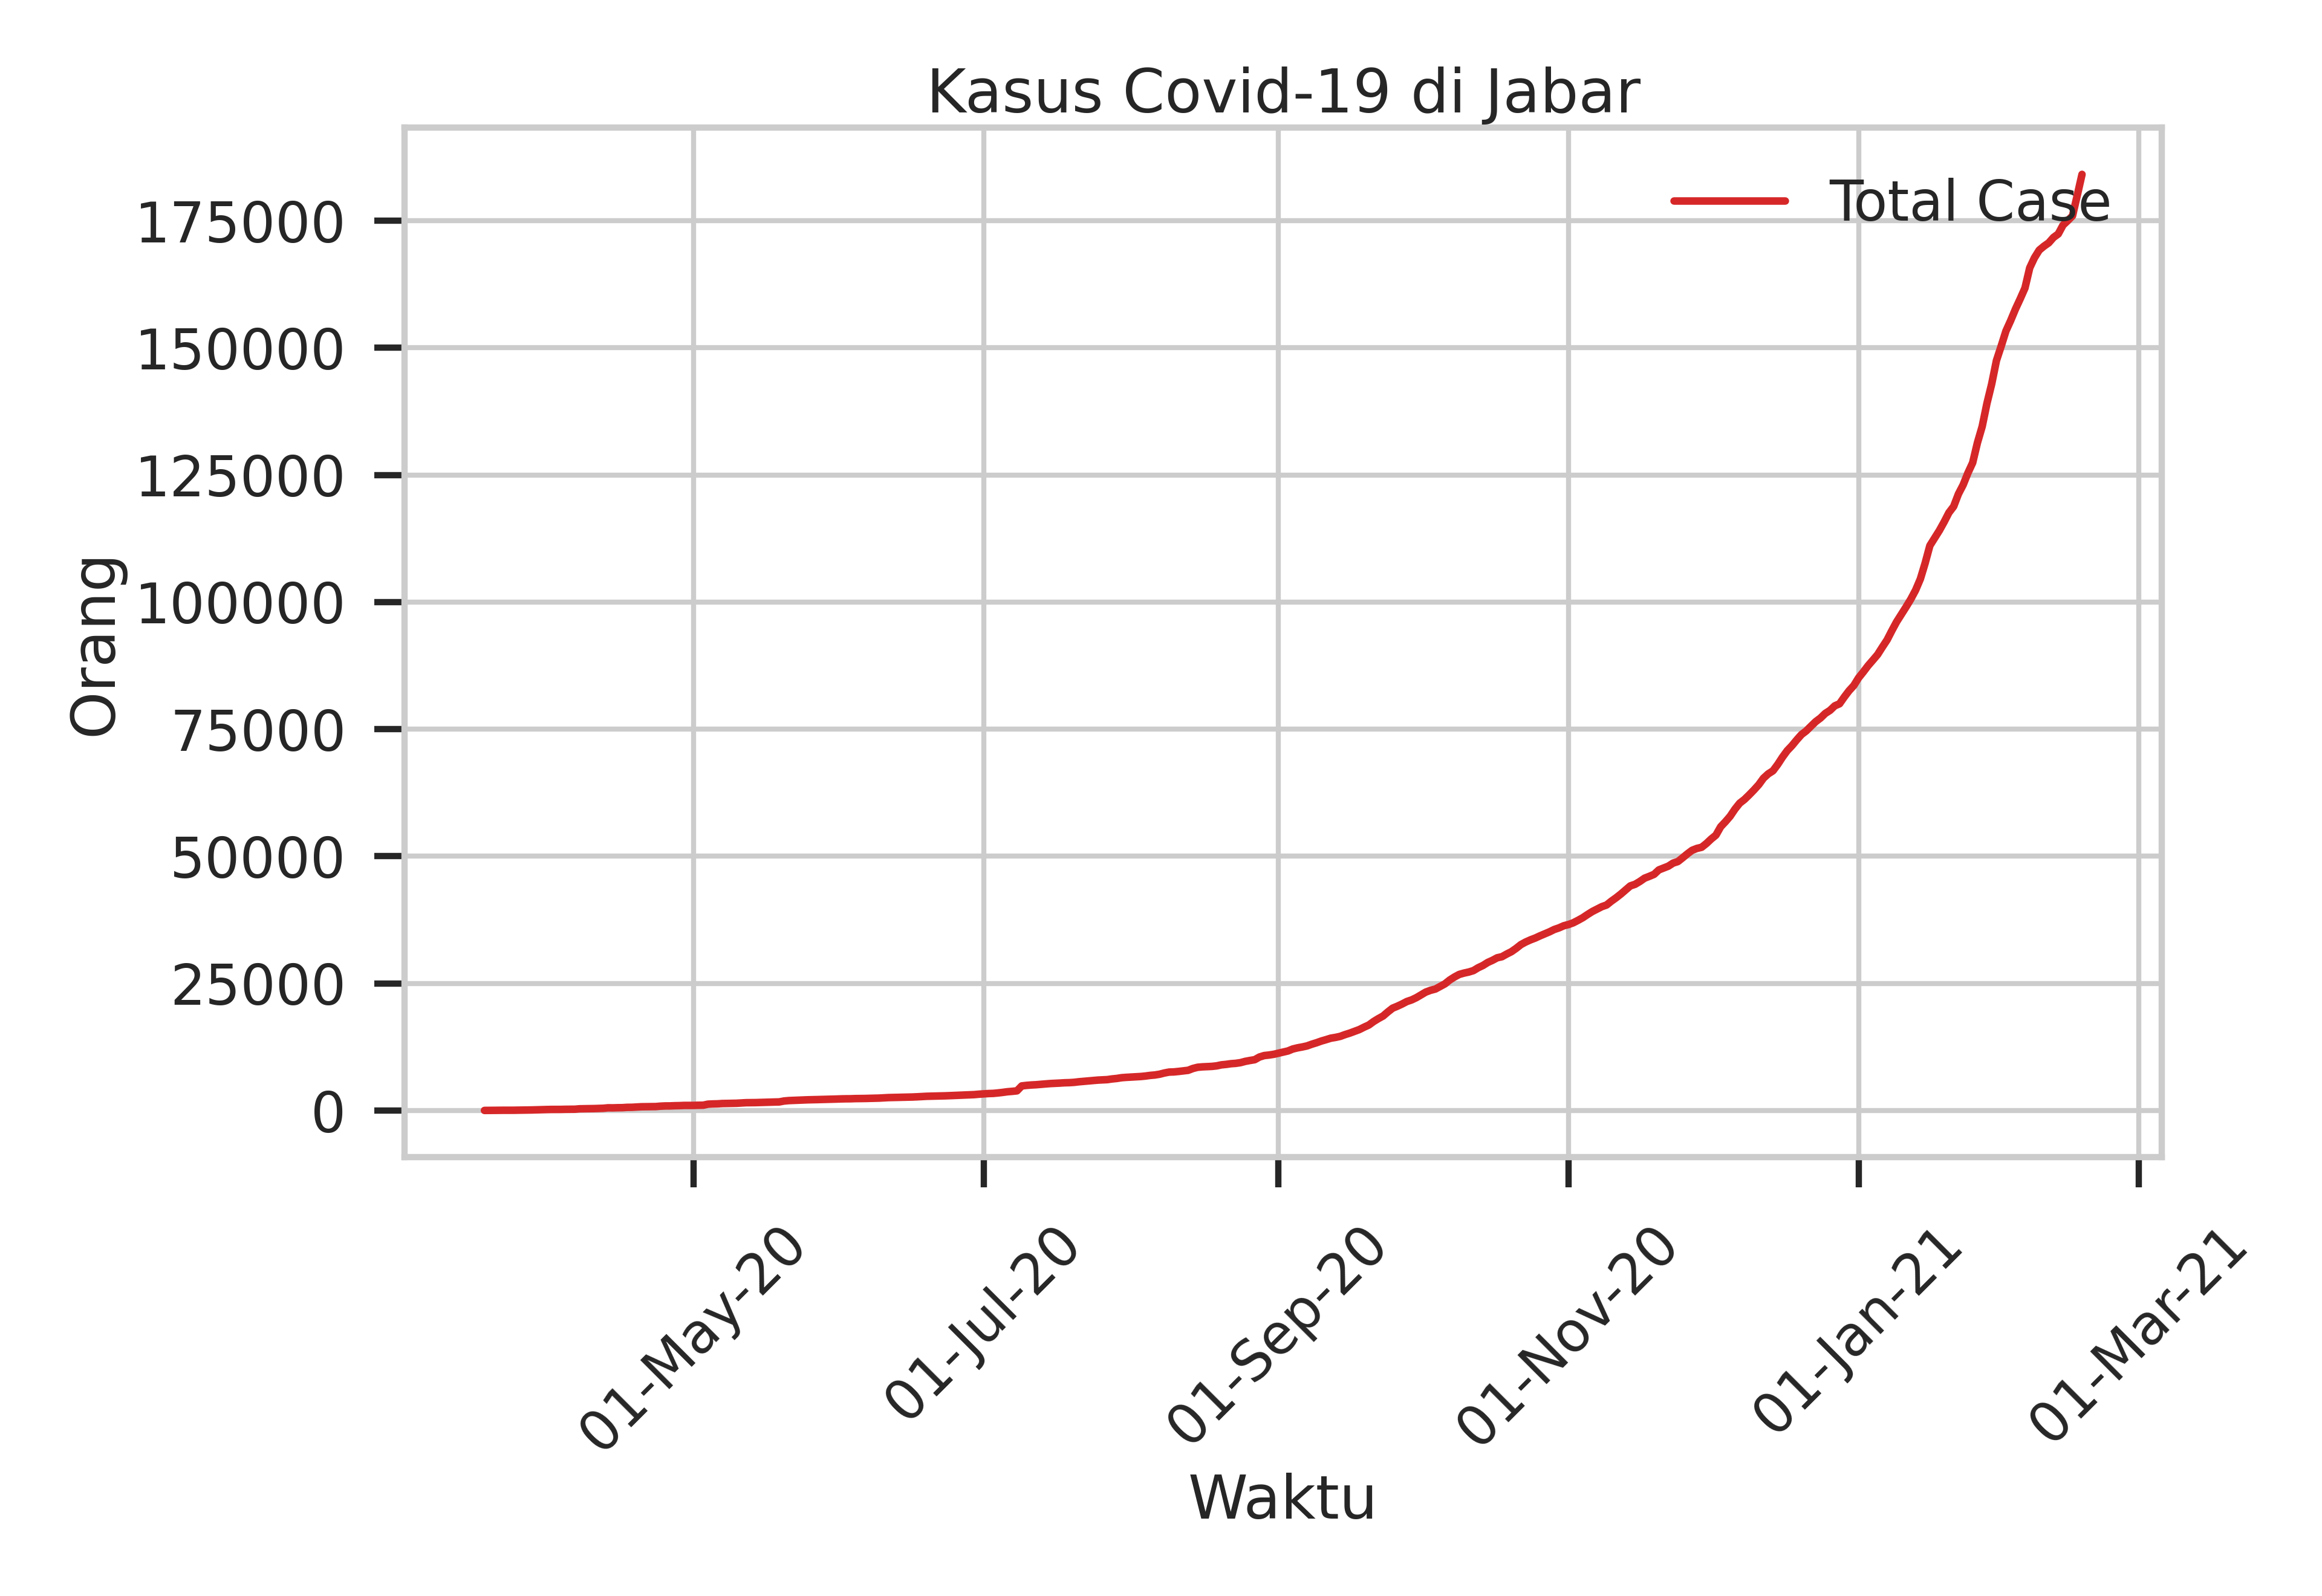 Kasus Covid-19 di Jabar
Total Case
175000
150000
125000
100000
75000
50000
25000
0
Orang
01-May-20
01-Jul-20
01-Sep-20
01-Nov-20
01-Jan-21
01-Mar-21
Waktu